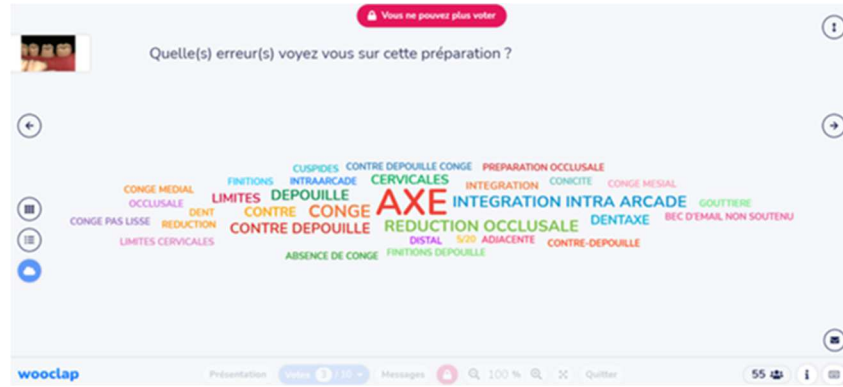 Vous ne pouvez plus voter
Quelle(s) erreur(s) voyez vous sur cette préparation ?
CUSPIDES CONTRE DEPOUILLE CONGE PREPARATION OCCLUSALE
FINITIONS INTRAARCADE CERVICALES INTEGRATION CONICITE CONGE MESIAL
CONGE MEDIAL
OCCLUSALE LIMITES DEPOUILLE AXE INTEGRATION INTRA ARCADE GOUTTIERE
DENT CONTRE CONGE
CONGE PAS LISSE REDUCTION CONTRE DEPOUILLE REDUCTION OCCLUSALE DENTAXE BEC D'EMAIL NON SOUTENU
LIMITES CERVICALES DISTAL 5/20 ADJACENTE CONTRE-DEPOUILLE
ABSENCE DE CONGE FINITIONS DEPOUILLE
wooclap Présentation Votes 3 / 10 Messages 100 % Quitter 55